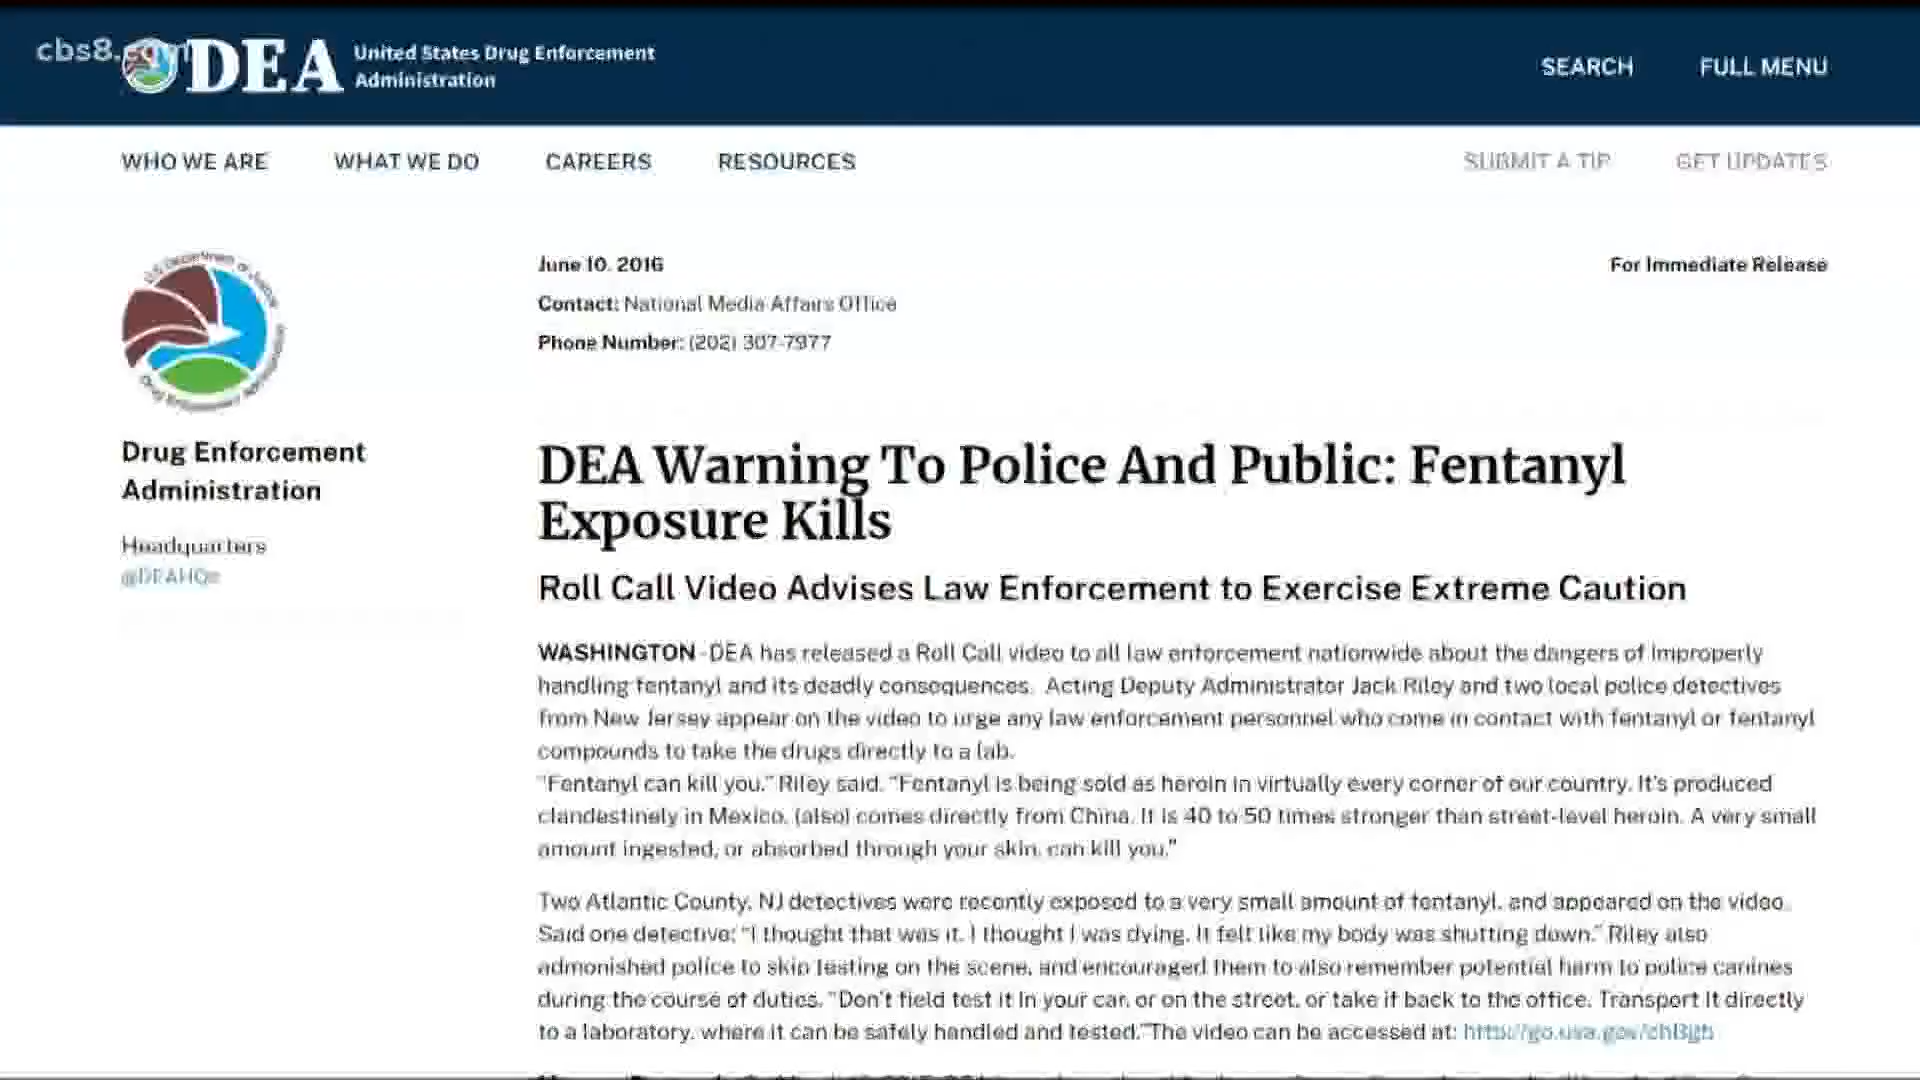 cbs8.com
DEA United States Drug Enforcement
Administration
SEARCH FULL MENU
WHO WE ARE WHAT WE DO CAREERS RESOURCES SUBMIT A TIP GET UPDATES
U.S. Department of Justice
Drug Enforcement Administration
Drug Enforcement
Administration
Headquarters
@DEAHQ
June 10, 2016 For Immediate Release
Contact: National Media Affairs Office
Phone Number: (202) 307-7977
DEA Warning To Police And Public: Fentanyl
Exposure Kills
Roll Call Video Advises Law Enforcement to Exercise Extreme Caution
WASHINGTON - DEA has released a Roll Call video to all law enforcement nationwide about the dangers of improperly
handling fentanyl and its deadly consequences. Acting Deputy Administrator Jack Riley and two local police detectives
from New Jersey appear on the video to urge any law enforcement personnel who come in contact with fentanyl or fentanyl
compounds to take the drugs directly to a lab.
"Fentanyl can kill you," Riley said. "Fentanyl is being sold as heroin in virtually every corner of our country. It's produced
clandestinely in Mexico, (also) comes directly from China. It is 40 to 50 times stronger than street-level heroin. A very small
amount ingested, or absorbed through your skin, can kill you."
Two Atlantic County, NJ detectives were recently exposed to a very small amount of fentanyl, and appeared on the video.
Said one detective: "I thought that was it. I thought I was dying. It felt like my body was shutting down." Riley also
admonished police to skip testing on the scene, and encouraged them to also remember potential harm to police canines
during the course of duties. "Don't field test it in your car, or on the street, or take if back to the office. Transport it directly
to a laboratory, where it can be safely handled and tested." The video can be accessed at: